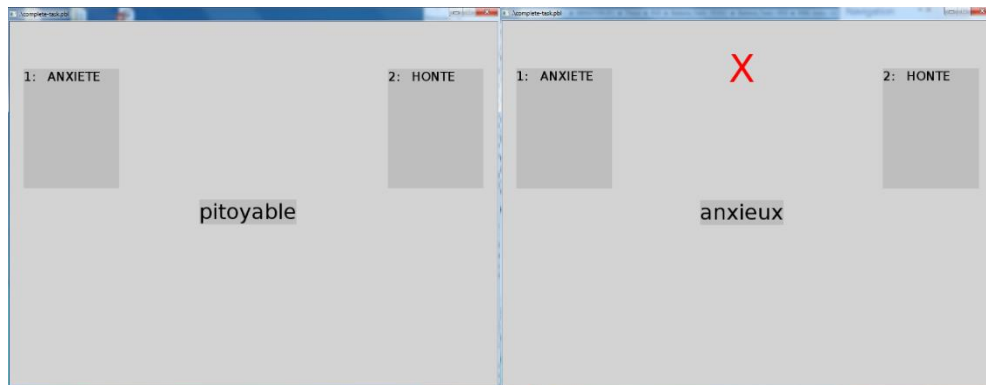 \complete-task.pbl
1: ANXIETE
2: HONTE
pitoyable
\complete-task.pbl
X
1: ANXIETE
2: HONTE
anxieux